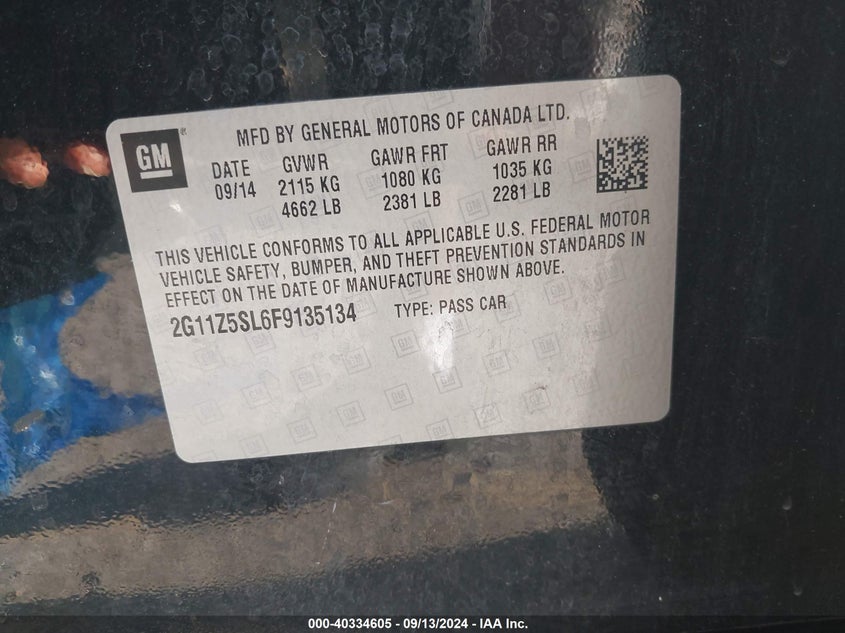 GM
MFD BY GENERAL MOTORS OF CANADA LTD.
DATE GVWR GAWR FRT GAWR RR
09/14 2115 KG 1080 KG 1035 KG
4662 LB 2381 LB 2281 LB
THIS VEHICLE CONFORMS TO ALL APPLICABLE U.S. FEDERAL MOTOR
VEHICLE SAFETY, BUMPER, AND THEFT PREVENTION STANDARDS IN
EFFECT ON THE DATE OF MANUFACTURE SHOWN ABOVE.
2G11Z5SL6F9135134 TYPE: PASS CAR
000-40334605 - 09/13/2024 - IAA Inc.